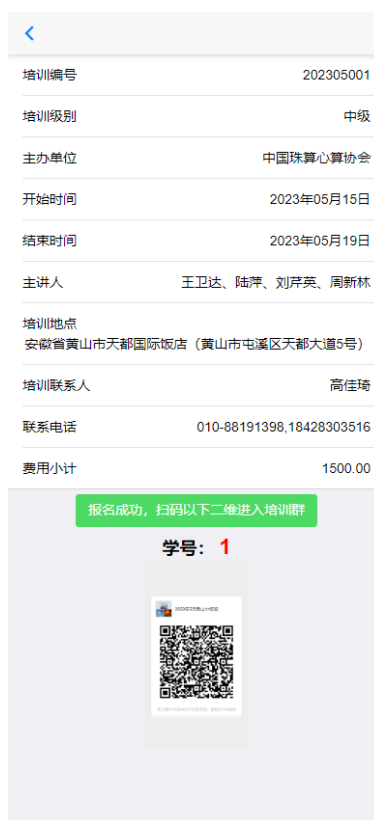 培训编号 202305001
培训级别 中级
主办单位 中国珠算心算协会
开始时间 2023年05月15日
结束时间 2023年05月19日
主讲人 王卫达、陆萍、刘芹英、周新林
培训地点
安徽省黄山市天都国际饭店（黄山市屯溪区天都大道5号）
培训联系人 高佳琦
联系电话 010-88191398,18428303516
费用小计 1500.00
报名成功，扫码以下二维进入培训群
学号： 1